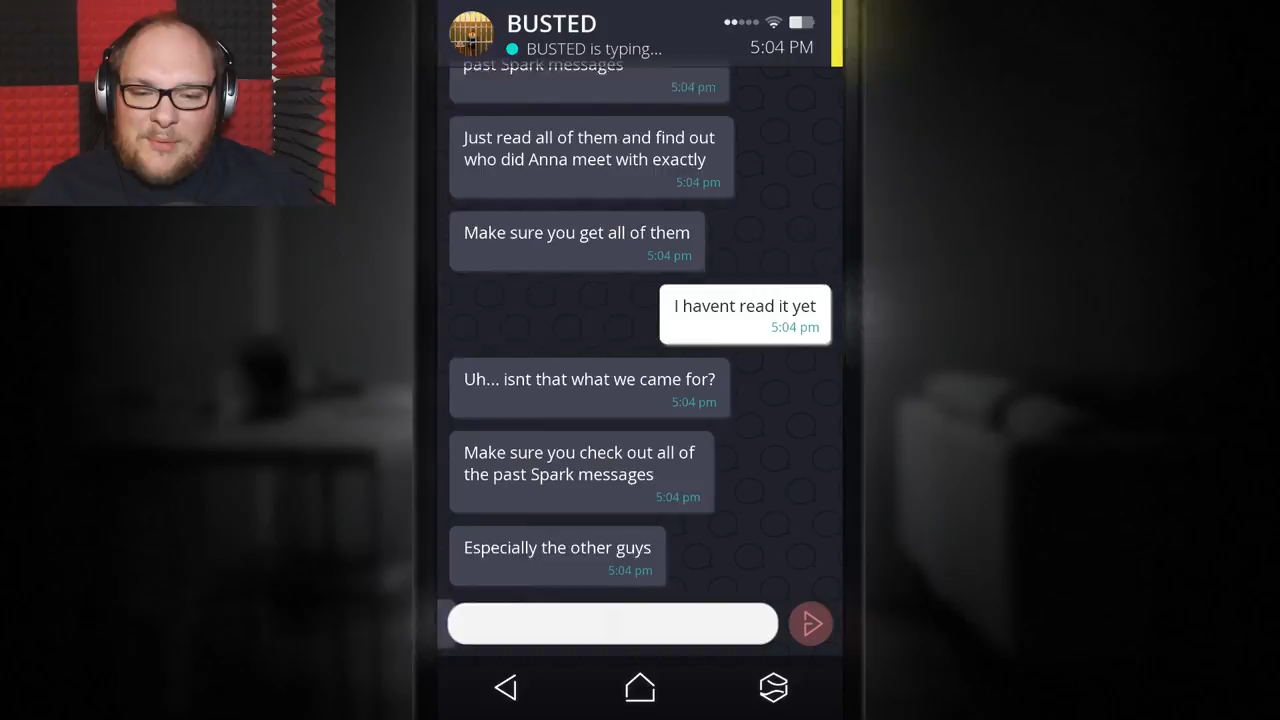 BUSTED
BUSTED is typing...
5:04 PM
past Spark messages
5:04 pm
Just read all of them and find out
who did Anna meet with exactly
5:04 pm
Make sure you get all of them
5:04 pm
I havent read it yet
5:04 pm
Uh... isnt that what we came for?
5:04 pm
Make sure you check out all of
the past Spark messages
5:04 pm
Especially the other guys
5:04 pm